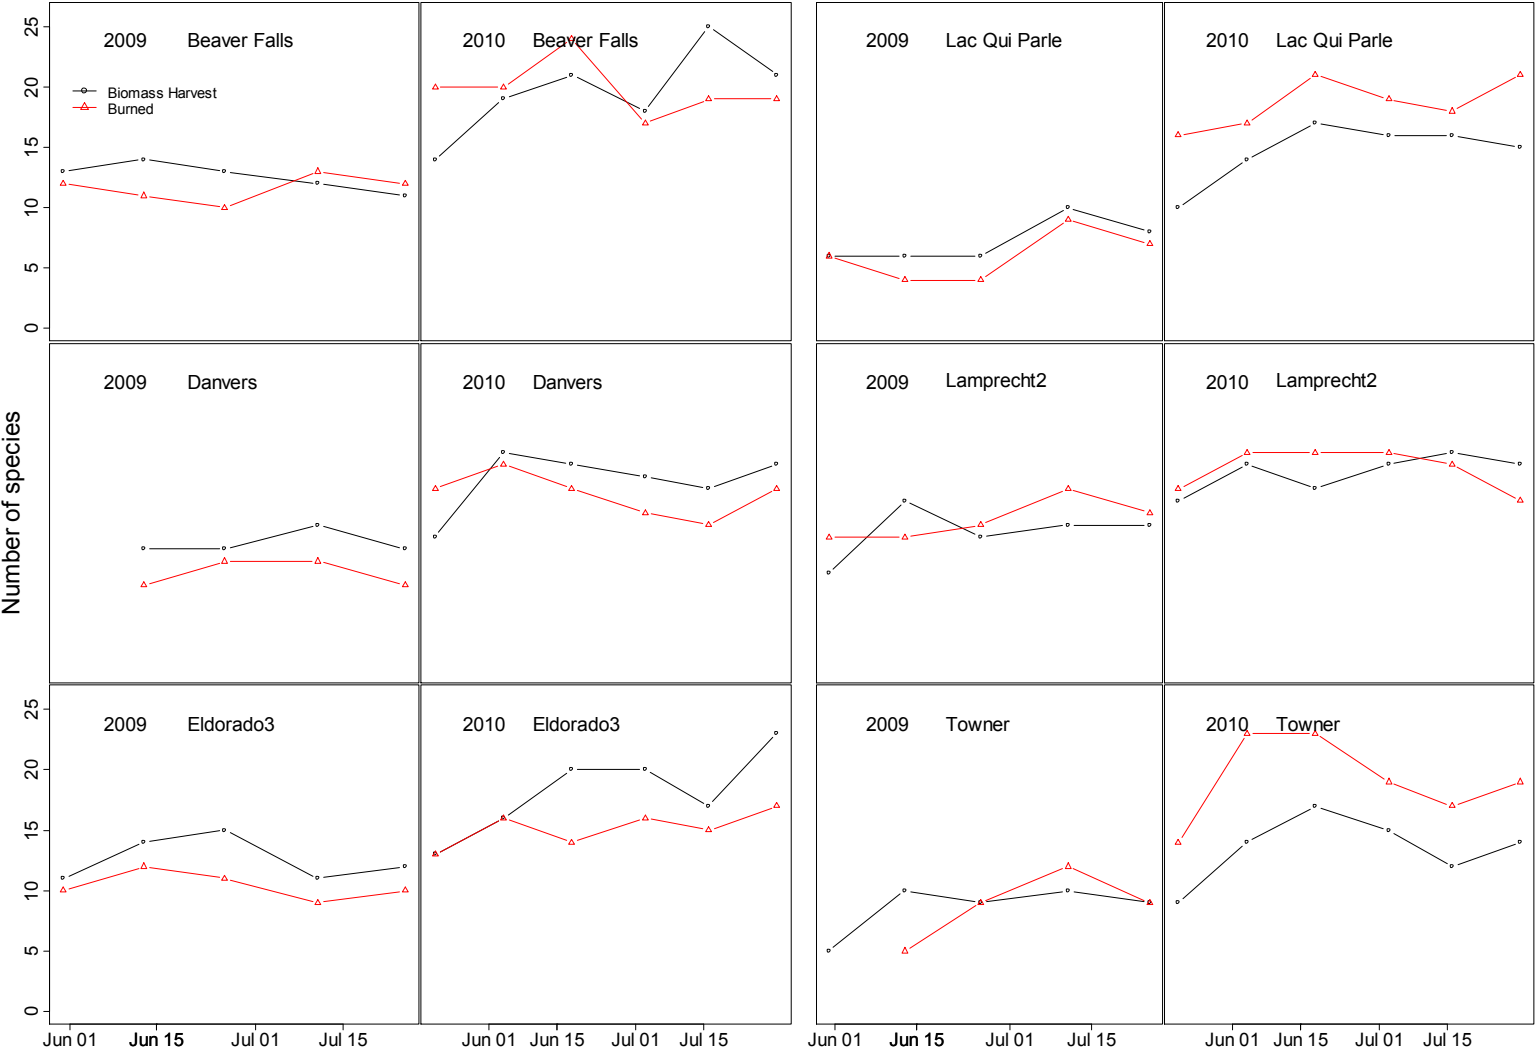 2009 Beaver Falls
2010 Beaver Falls
2009 Lac Qui Parle
2010 Lac Qui Parle
Biomass Harvest
Burned
25
20
15
10
5
0
Number of species
2009 Danvers
2010 Danvers
2009 Lamprecht2
2010 Lamprecht2
2009 Eldorado3
2010 Eldorado3
2009 Towner
2010 Towner
25
20
15
10
5
0
Jun 01 Jun 15 Jul 01 Jul 15
Jun 01 Jun 15 Jul 01 Jul 15
Jun 01 Jun 15 Jul 01 Jul 15
Jun 01 Jun 15 Jul 01 Jul 15